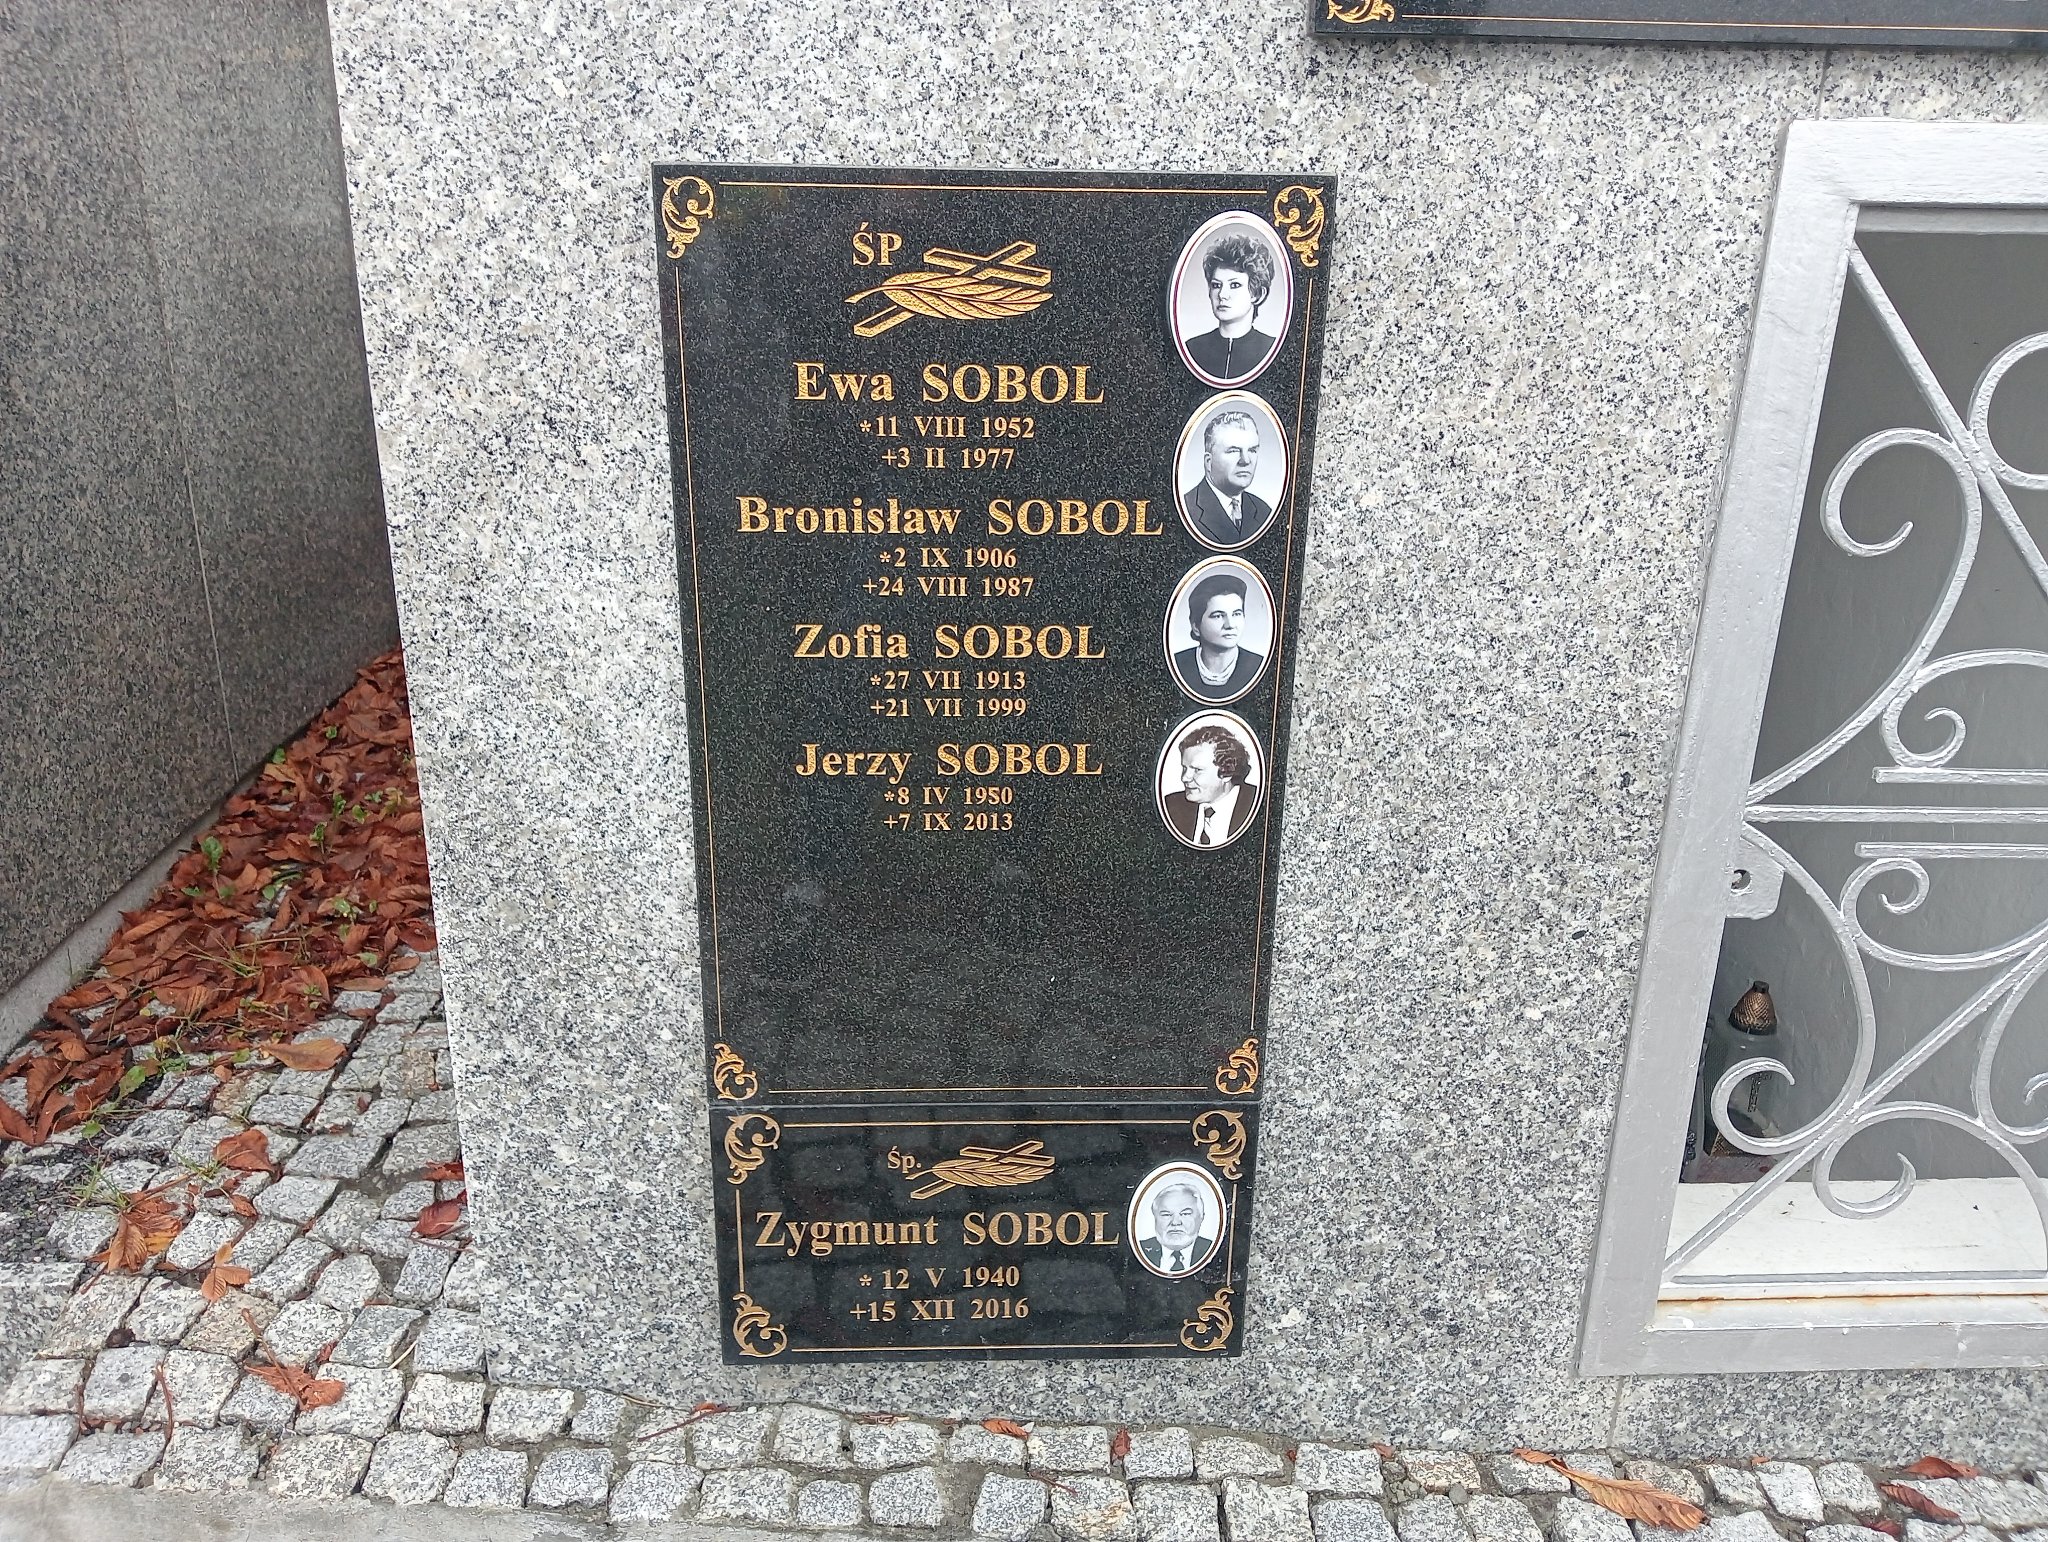 ŚP
Ewa SOBOL
*11 VIII 1952
+3 II 1977
Bronisław SOBOL
*2 IX 1906
+24 VIII 1987
Zofia SOBOL
*27 VII 1913
+21 VII 1999
Jerzy SOBOL
*8 IV 1950
+7 IX 2013
Śp.
Zygmunt SOBOL
* 12 V 1940
+15 XII 2016